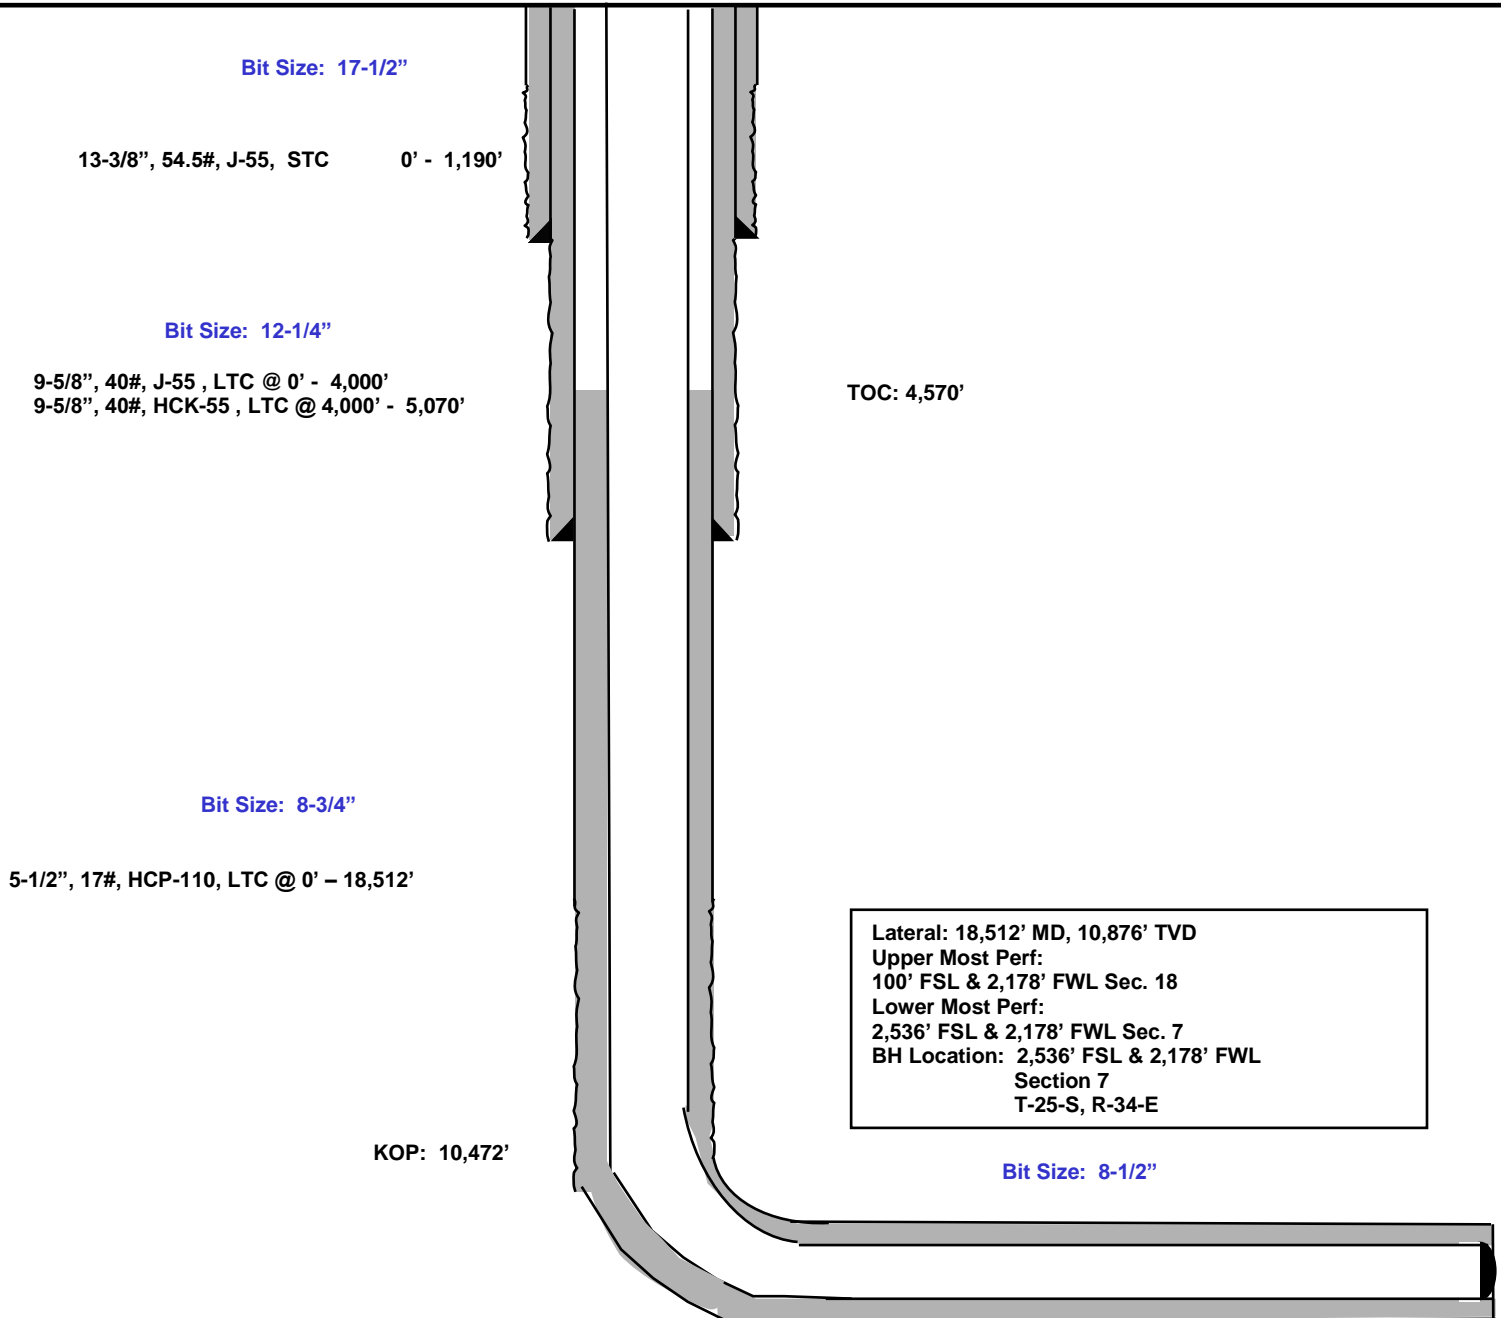 Bit Size: 17-1/2”
13-3/8”, 54.5#, J-55, STC 0’ - 1,190’
Bit Size: 12-1/4”
9-5/8”, 40#, J-55 , LTC @ 0’ - 4,000’
9-5/8”, 40#, HCK-55 , LTC @ 4,000’ - 5,070’
TOC: 4,570’
Bit Size: 8-3/4”
5-1/2”, 17#, HCP-110, LTC @ 0’ – 18,512’
Lateral: 18,512’ MD, 10,876’ TVD
Upper Most Perf:
100’ FSL & 2,178’ FWL Sec. 18
Lower Most Perf:
2,536’ FSL & 2,178’ FWL Sec. 7
BH Location: 2,536’ FSL & 2,178’ FWL
Section 7
T-25-S, R-34-E
KOP: 10,472’
Bit Size: 8-1/2”